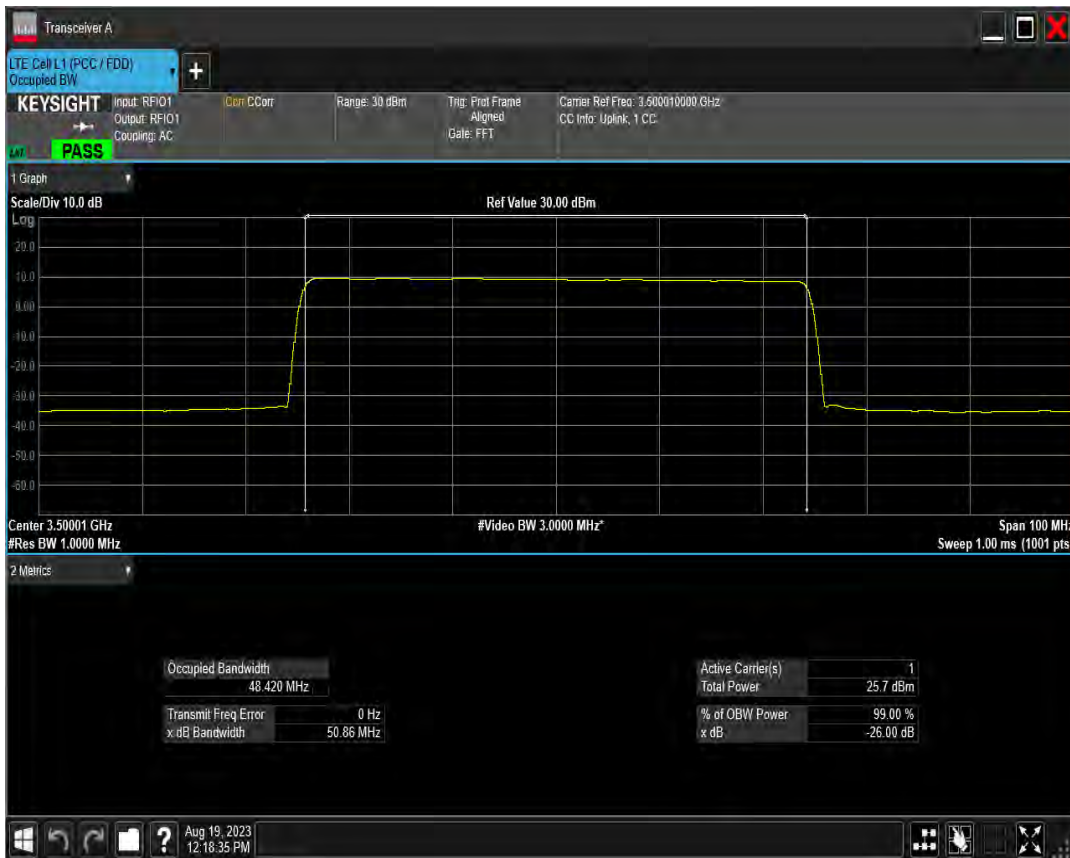 Transceiver A
LTE Cell L1 (PCC / FDD)
Occupied BW
+
KEYSIGHT
Input: RFIO1
Output: RFIO1
Coupling: AC
Corr CCorr
Range: 30 dBm
Trig: Prot Frame
Aligned
Gate: FFT
Carrier Ref Freq: 3.500010000 GHz
CC Info: Uplink, 1 CC
PASS
1 Graph
Scale/Div 10.0 dB
Ref Value 30.00 dBm
Log
20.0
10.0
0.00
-10.0
-20.0
-30.0
-40.0
-50.0
-60.0
Center 3.50001 GHz
#Video BW 3.0000 MHz*
Span 100 MHz
#Res BW 1.0000 MHz
Sweep 1.00 ms (1001 pts
2 Metrics
Occupied Bandwidth
48.420 MHz
Transmit Freq Error 0 Hz
x dB Bandwidth 50.86 MHz
Active Carrier(s) 1
Total Power 25.7 dBm
% of OBW Power 99.00 %
x dB -26.00 dB
?
Aug 19, 2023
12:18:35 PM